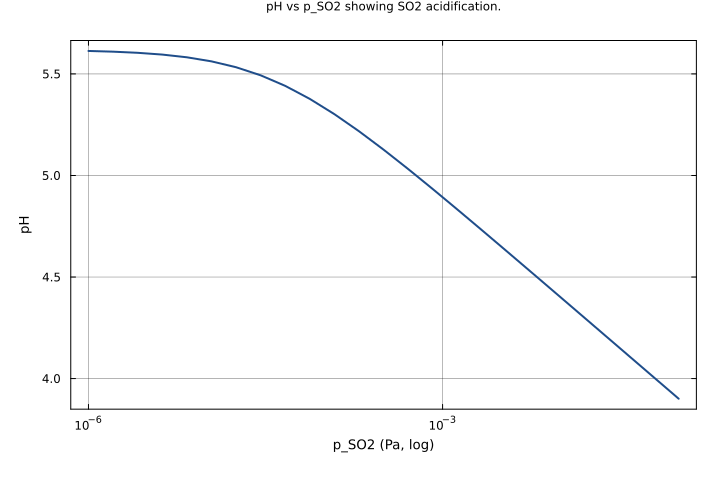 pH vs p_SO2 showing SO2 acidification.
5.5
5.0
4.5
4.0
pH
10⁻⁶
10⁻³
p_SO2 (Pa, log)